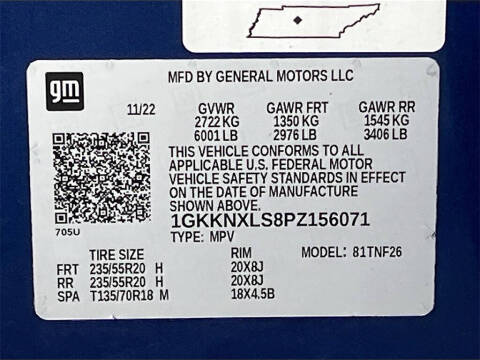 MFD BY GENERAL MOTORS LLC
gm
11/22 GVWR GAWR FRT GAWR RR
2722 KG 1350 KG 1545 KG
6001 LB 2976 LB 3406 LB
THIS VEHICLE CONFORMS TO ALL
APPLICABLE U.S. FEDERAL MOTOR
VEHICLE SAFETY STANDARDS IN EFFECT
ON THE DATE OF MANUFACTURE
SHOWN ABOVE.
1GKKNXLS8PZ156071
705U
TYPE: MPV MODEL: 81TNF26
TIRE SIZE RIM
FRT 235/55R20 H 20X8J
RR 235/55R20 H 20X8J
SPA T135/70R18 M 18X4.5B